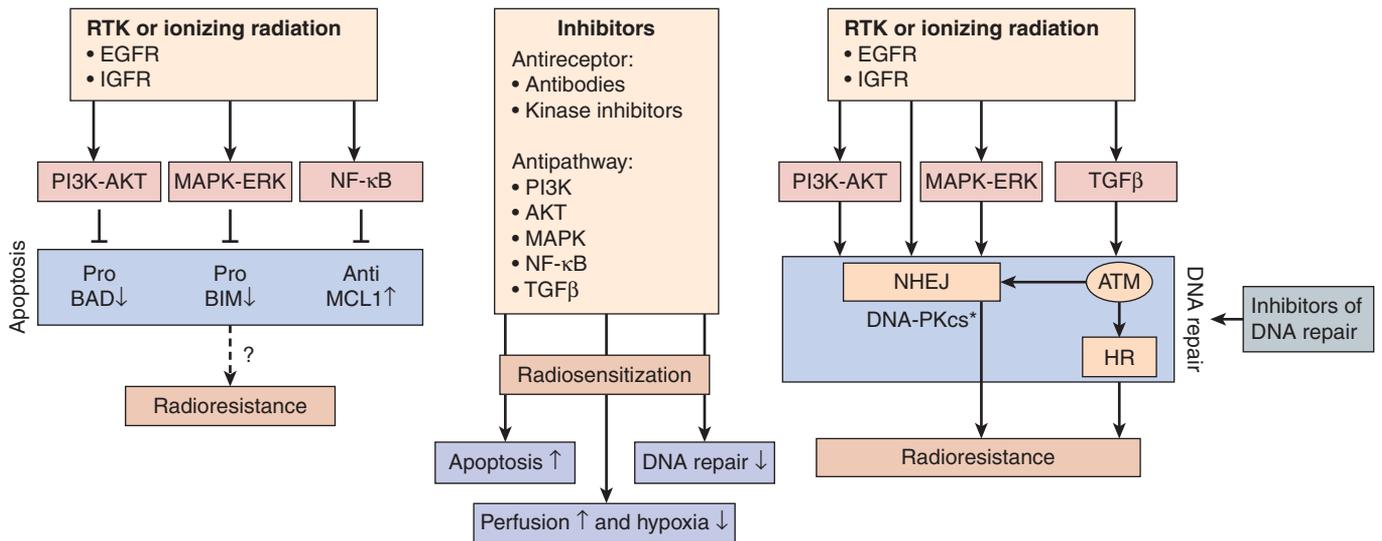 RTK or ionizing radiation
• EGFR
• IGFR
PI3K-AKT
MAPK-ERK
NF-κB
Apoptosis
Pro
BAD↓
Pro
BIM↓
Anti
MCL1↑
?
Radioresistance
Inhibitors
Antireceptor:
• Antibodies
• Kinase inhibitors
Antipathway:
• PI3K
• AKT
• MAPK
• NF-κB
• TGFβ
Radiosensitization
Apoptosis ↑
DNA repair ↓
Perfusion ↑ and hypoxia ↓
RTK or ionizing radiation
• EGFR
• IGFR
PI3K-AKT
MAPK-ERK
TGFβ
NHEJ
ATM
DNA-PKcs*
HR
DNA repair
Inhibitors of
DNA repair
Radioresistance